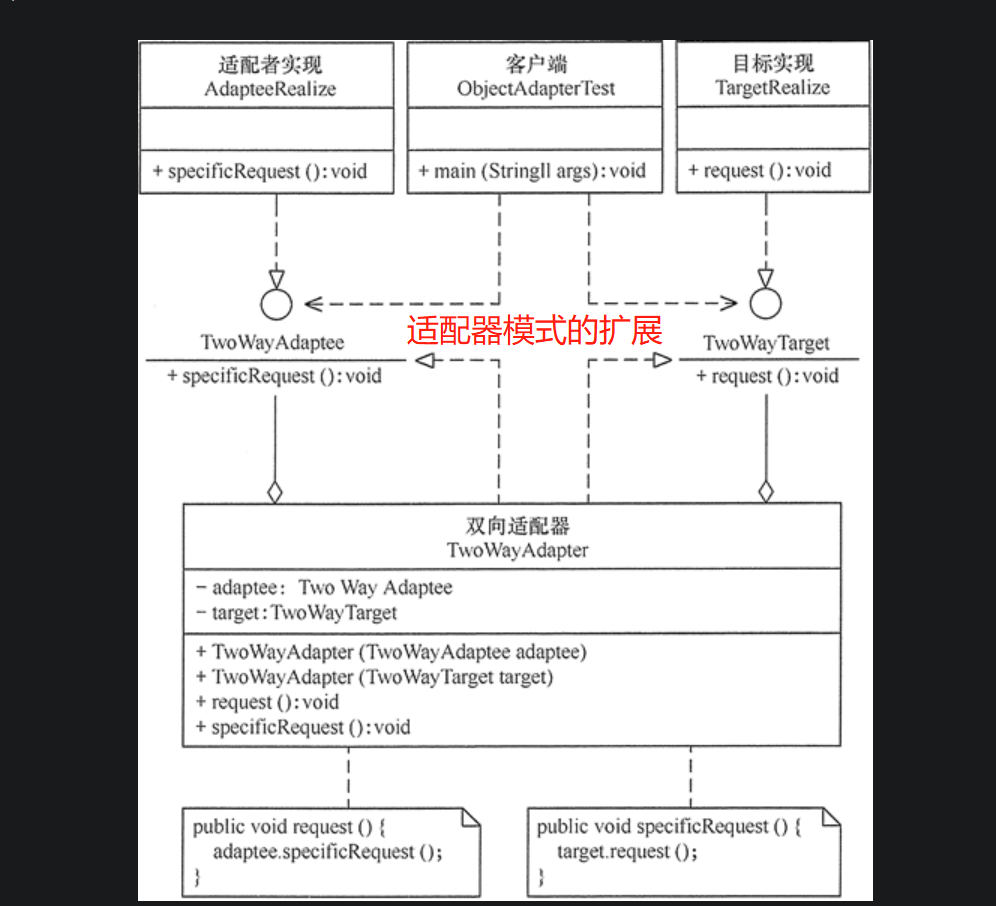 适配者实现
AdapteeRealize
+ specificRequest ():void
客户端
ObjectAdapterTest
+ main (StringII args):void
目标实现
TargetRealize
+ request ():void
TwoWayAdaptee
+ specificRequest ():void
适配器模式的扩展
TwoWayTarget
+ request ():void
双向适配器
TwoWayAdapter
- adaptee: Two Way Adaptee
- target:TwoWayTarget
+ TwoWayAdapter (TwoWayAdaptee adaptee)
+ TwoWayAdapter (TwoWayTarget target)
+ request ():void
+ specificRequest ():void
public void request () {
adaptee.specificRequest ();
}
public void specificRequest () {
target.request ();
}